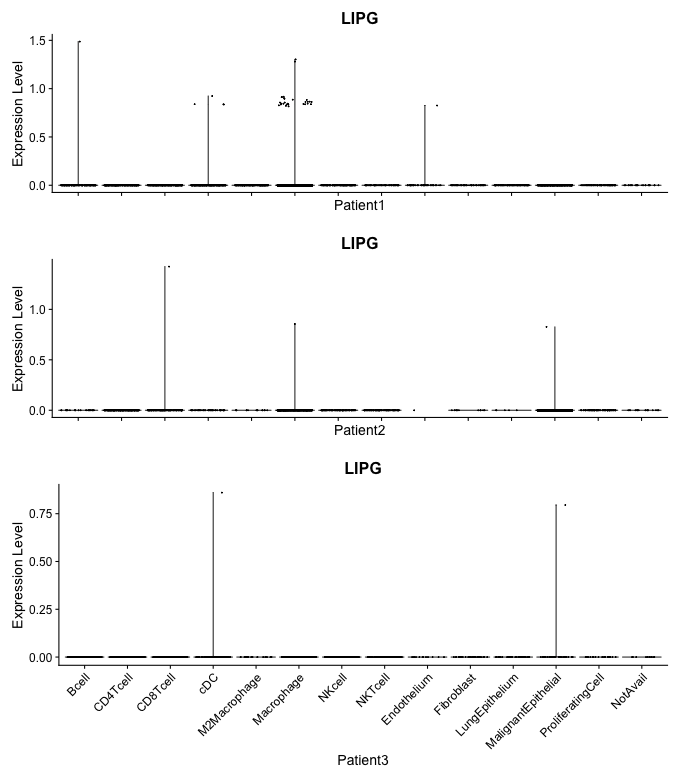 LIPG
Expression Level
1.5
1.0
0.5
0.0
Patient1
LIPG
Expression Level
1.0
0.5
0.0
Patient2
LIPG
Expression Level
0.75
0.50
0.25
0.00
Bcell
CD4Tcell
CD8Tcell
cDC
M2Macrophage
Macrophage
NKcell
NKTcell
Endothelium
Fibroblast
LungEpithelium
MalignantEpithelial
ProliferatingCell
NotAvail
Patient3